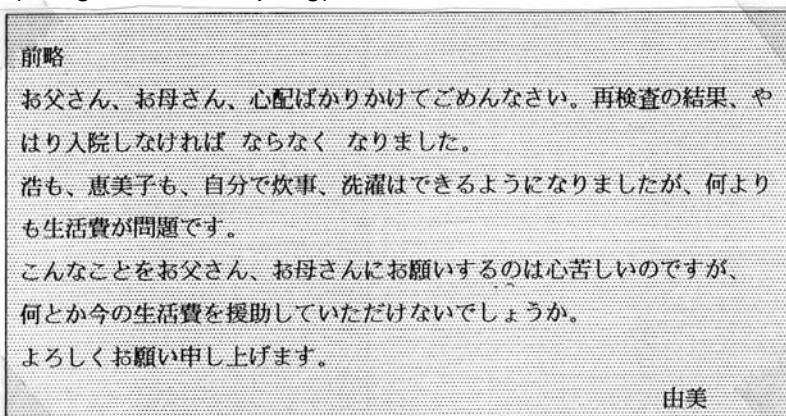 前略
お父さん、お母さん、心配ばかりかけてごめんなさい。再検査の結果、や
はり入院しなければ ならなく なりました。
浩も、恵美子も、自分で炊事、洗濯はできるようになりましたが、何より
も生活費が問題です。
こんなことをお父さん、お母さんにお願いするのは心苦しいのですが、
何とか今の生活費を援助していただけないでしょうか。
よろしくお願い申し上げます。
由美